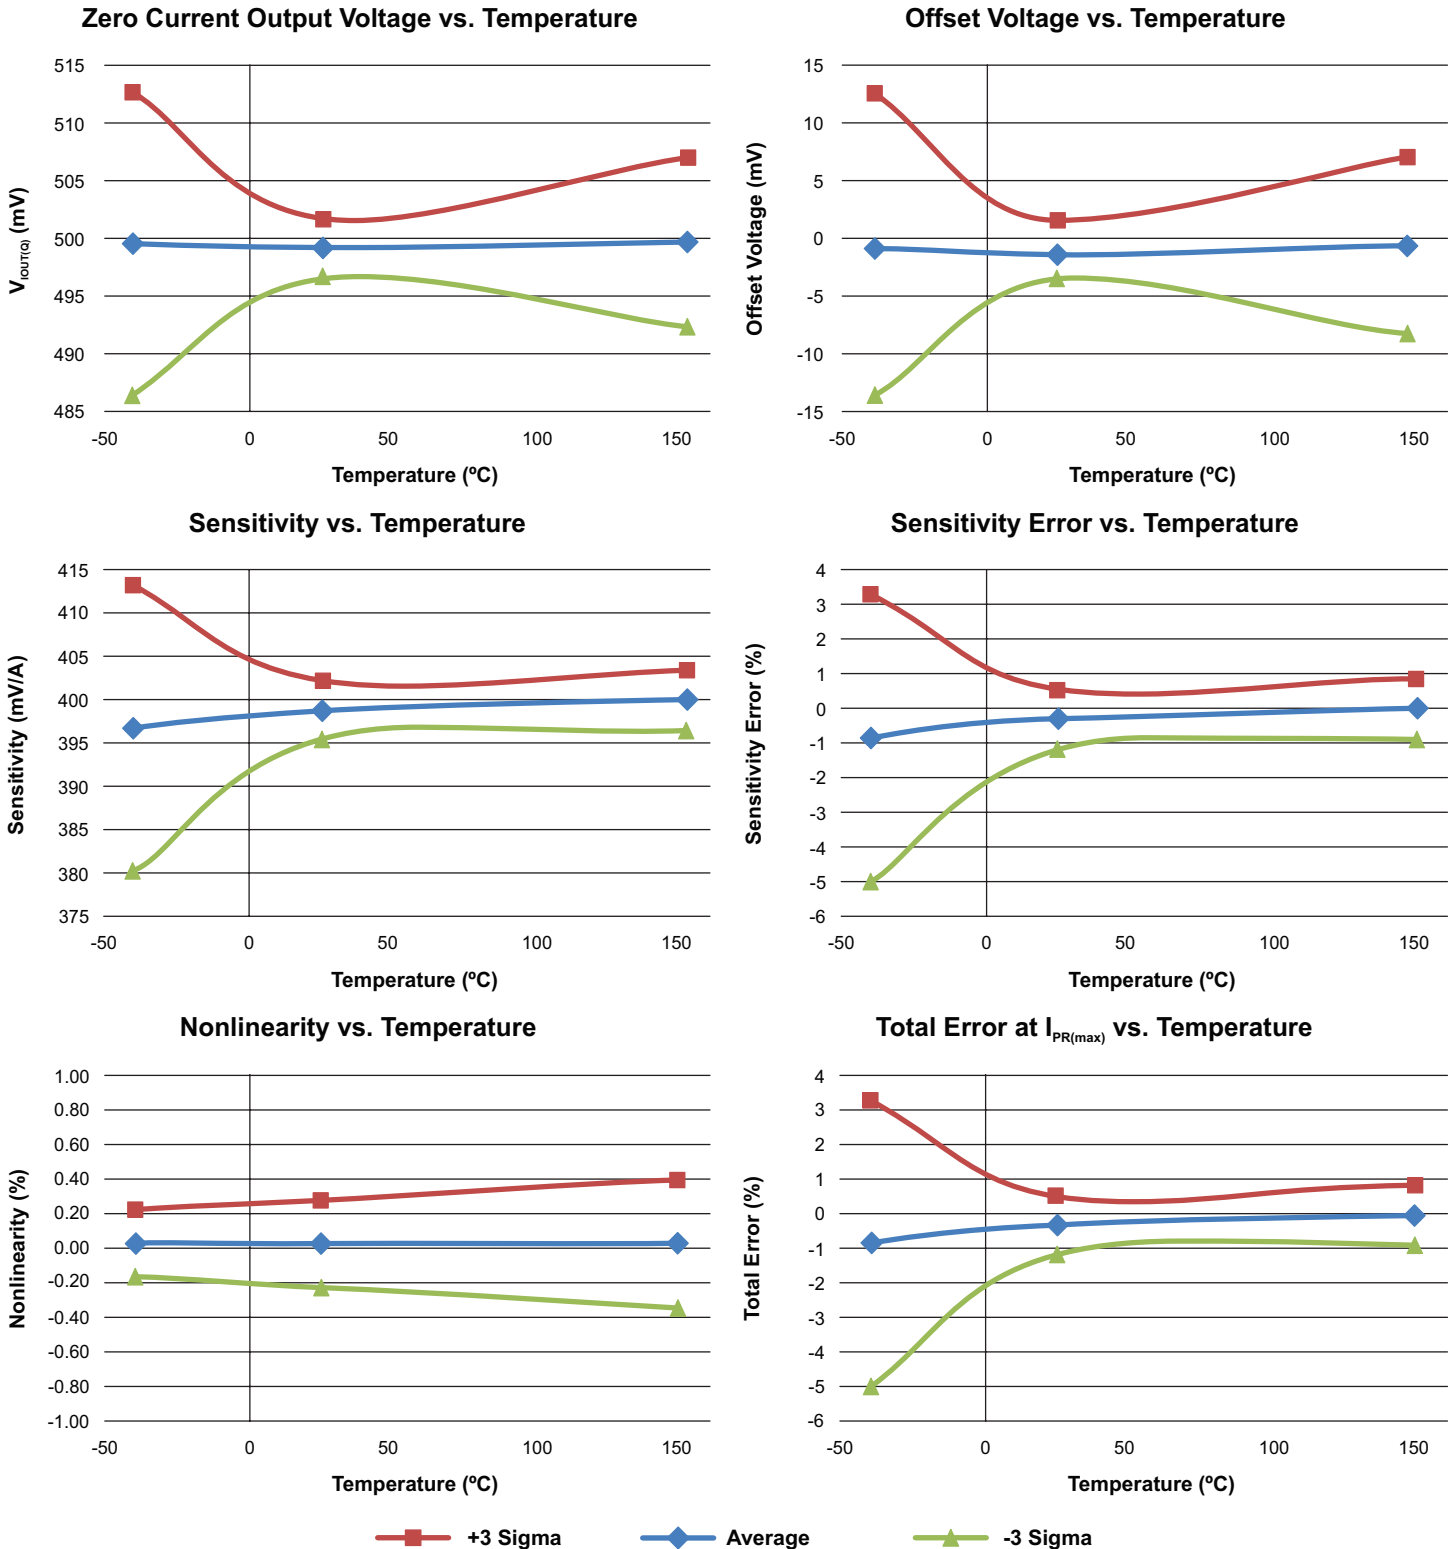 Zero Current Output Voltage vs. Temperature
515
510
505
500
495
490
485
-50 0 50 100 150
VIOUT(Q) (mV)
Temperature (ºC)
Offset Voltage vs. Temperature
15
10
5
0
-5
-10
-15
-50 0 50 100 150
Offset Voltage (mV)
Temperature (ºC)
Sensitivity vs. Temperature
415
410
405
400
395
390
385
380
375
-50 0 50 100 150
Sensitivity (mV/A)
Temperature (ºC)
Sensitivity Error vs. Temperature
4
3
2
1
0
-1
-2
-3
-4
-5
-6
-50 0 50 100 150
Sensitivity Error (%)
Temperature (ºC)
Nonlinearity vs. Temperature
1.00
0.80
0.60
0.40
0.20
0.00
-0.20
-0.40
-0.60
-0.80
-1.00
-50 0 50 100 150
Nonlinearity (%)
Temperature (ºC)
Total Error at IPR(max) vs. Temperature
4
3
2
1
0
-1
-2
-3
-4
-5
-6
-50 0 50 100 150
Total Error (%)
Temperature (ºC)
+3 Sigma Average -3 Sigma